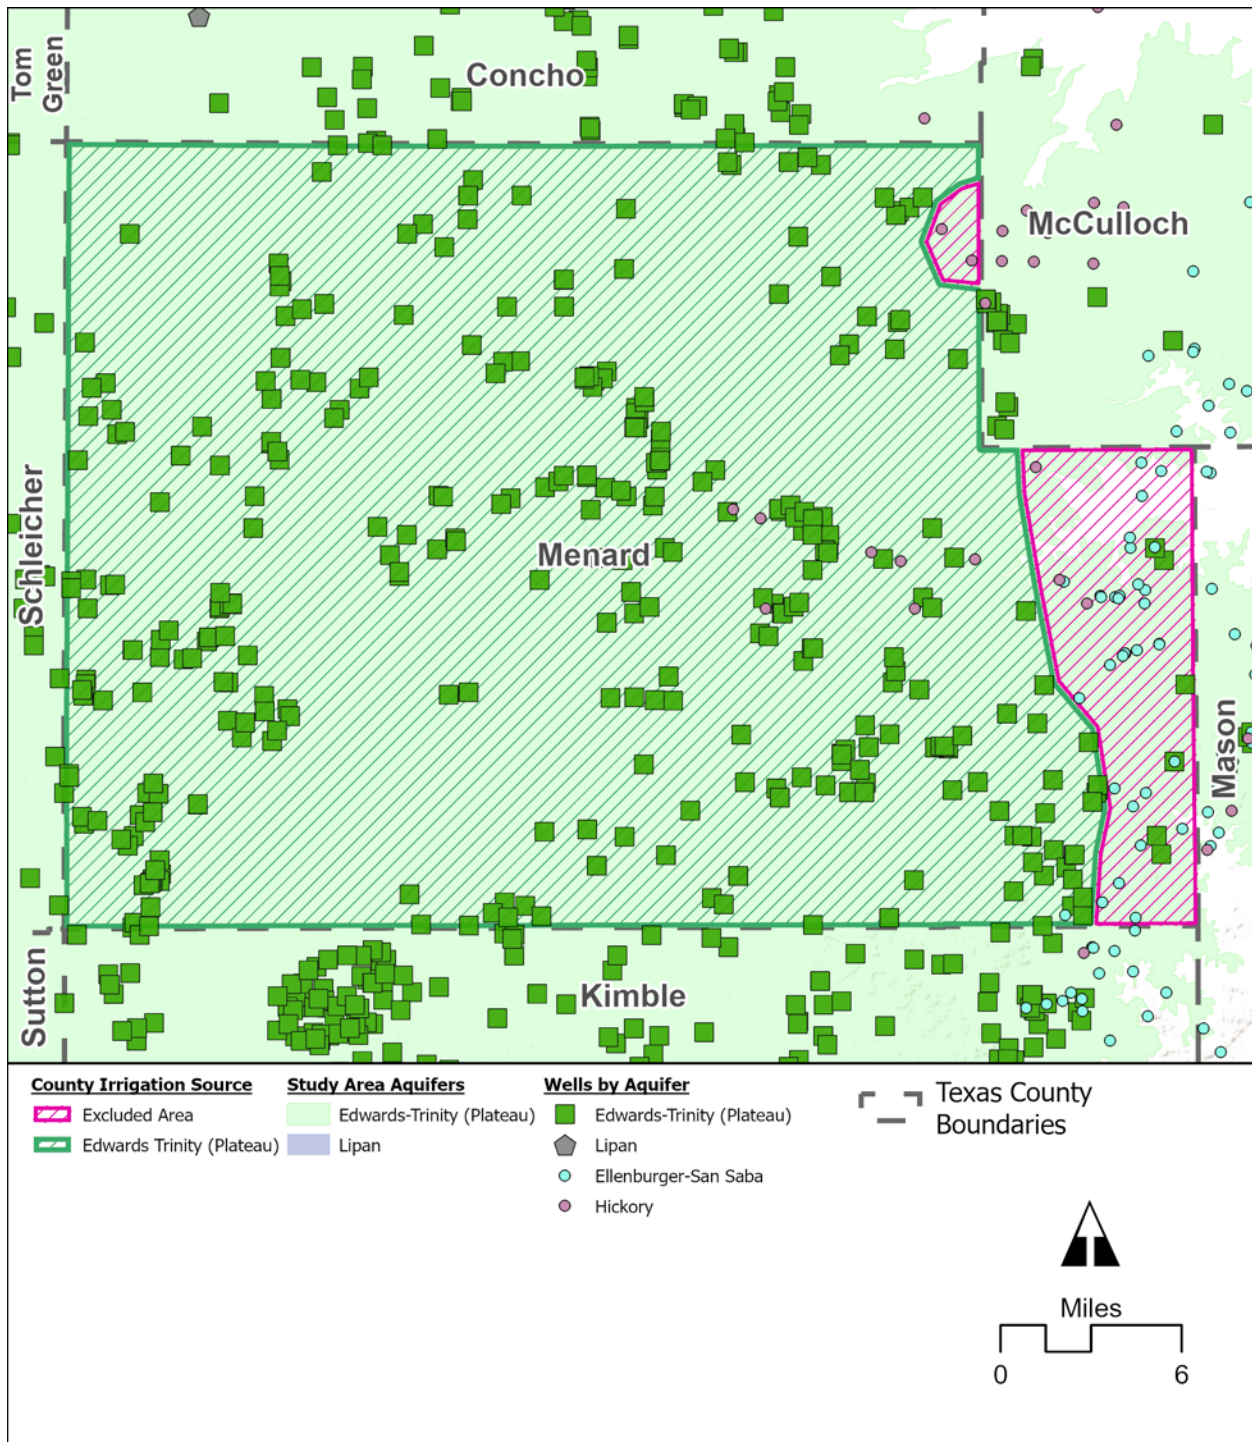 Tom
Green
Concho
McCulloch
Schleicher
Menard
Mason
Sutton
Kimble
County Irrigation Source
Excluded Area
Edwards Trinity (Plateau)
Study Area Aquifers
Edwards-Trinity (Plateau)
Lipan
Wells by Aquifer
Edwards-Trinity (Plateau)
Lipan
Ellenburger-San Saba
Hickory
Texas County
Boundaries
Miles
0 6